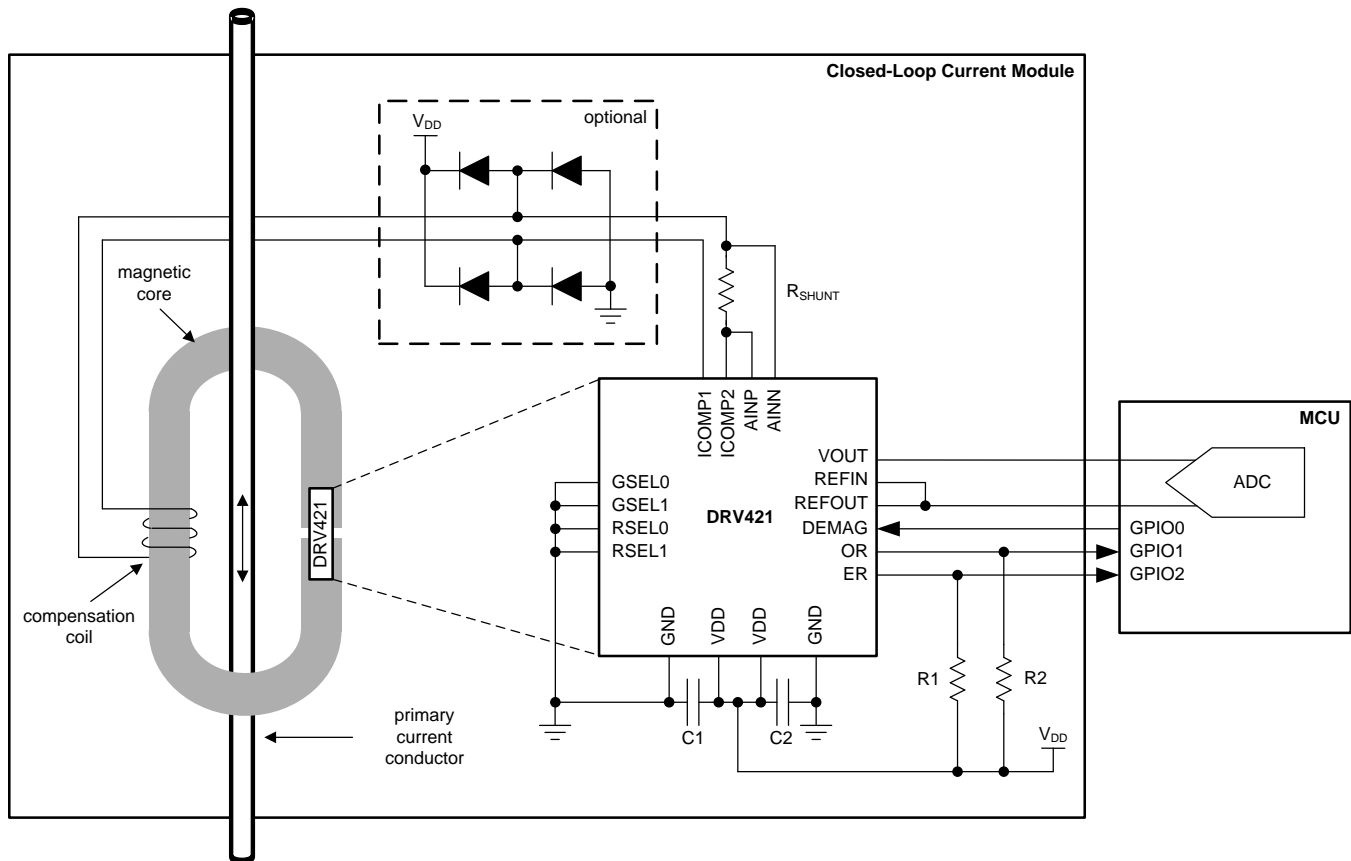 Closed-Loop Current Module
optional
VDD
magnetic
core
RSHUNT
ICOMP1
ICOMP2
AINP
AINN
MCU
VOUT
REFIN
REFOUT
DEMAG
OR
ER
ADC
GPIO0
GPIO1
GPIO2
GSEL0
GSEL1
RSEL0
RSEL1
DRV421
DRV421
compensation
coil
GND
VDD
VDD
GND
R1
R2
C1
C2
VDD
primary
current
conductor